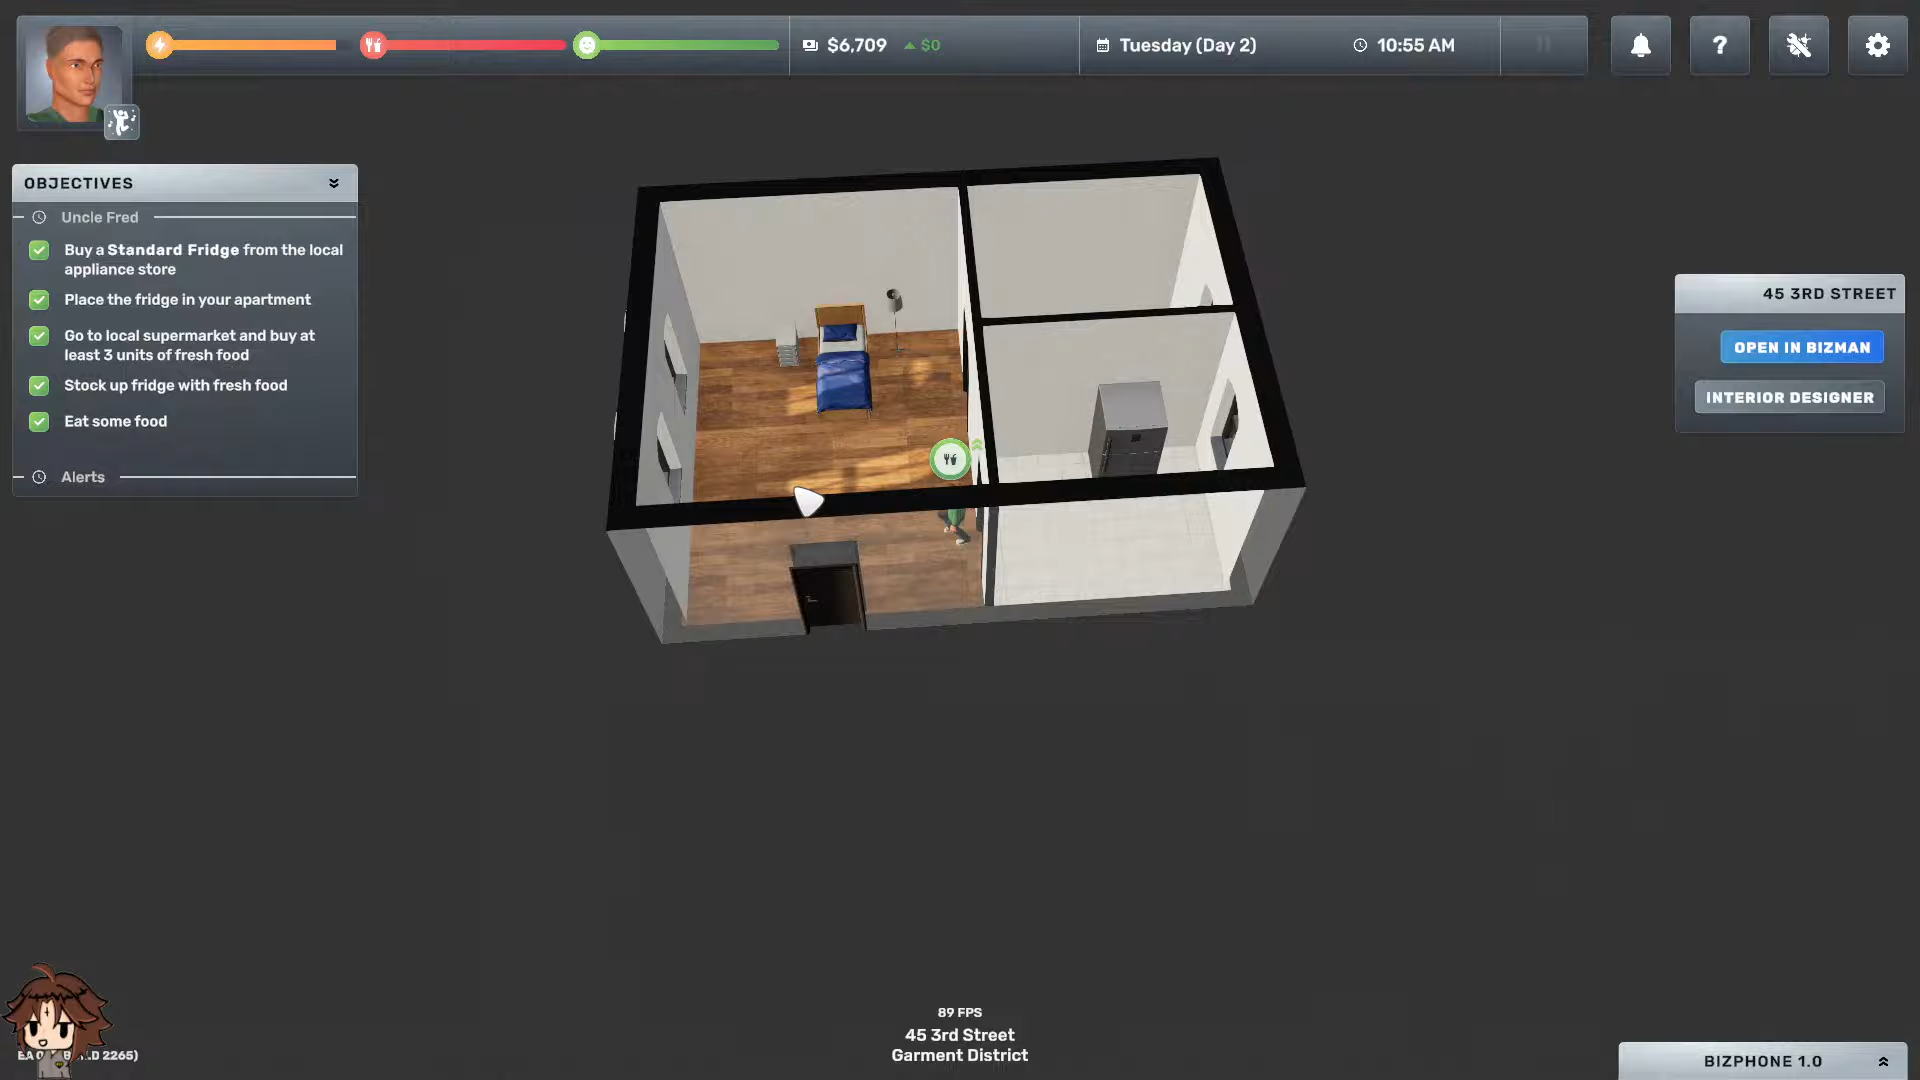 $6,709
$0
Tuesday (Day 2)
10:55 AM
?
OBJECTIVES
Uncle Fred
Buy a Standard Fridge from the local
appliance store
Place the fridge in your apartment
Go to local supermarket and buy at
least 3 units of fresh food
Stock up fridge with fresh food
Eat some food
Alerts
45 3RD STREET
OPEN IN BIZMAN
INTERIOR DESIGNER
89 FPS
45 3rd Street
Garment District
EA 2265)
BIZPHONE 1.0